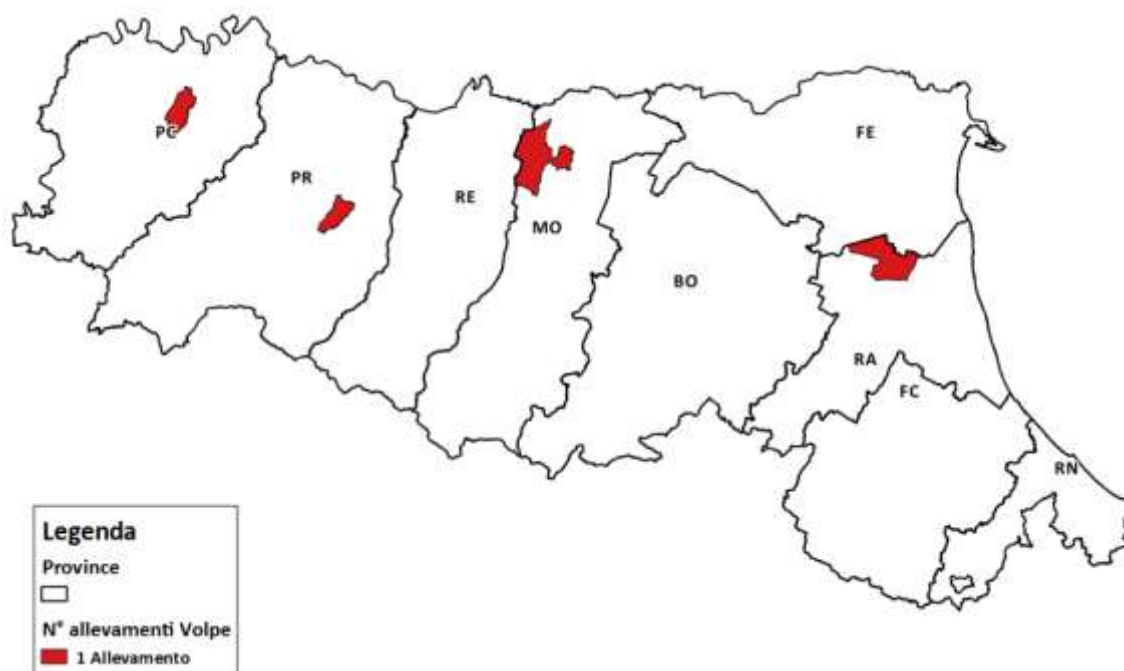 PC
PR
RE
MO
FE
BO
RA
FC
RN
Legenda
Province
N° allevamenti Volpe
1 Allevamento